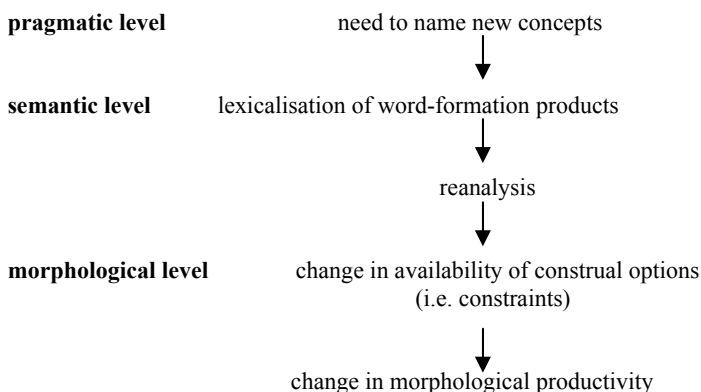 pragmatic level need to name new concepts
semantic level lexicalisation of word-formation products
reanalysis
morphological level change in availability of construal options
(i.e. constraints)
change in morphological productivity